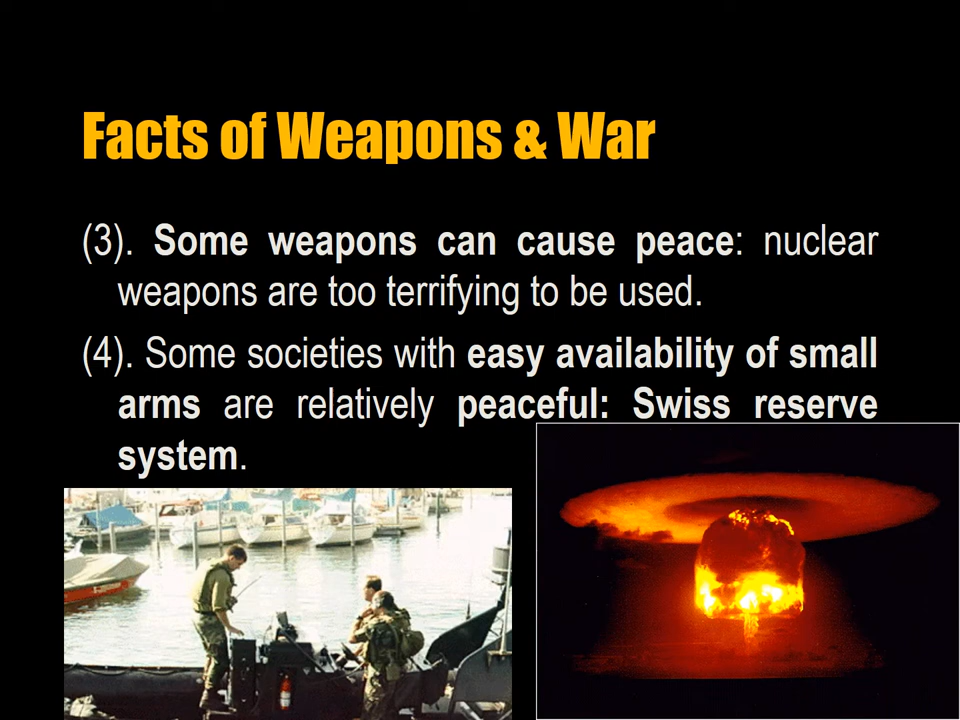 Facts of Weapons & War
(3). Some weapons can cause peace: nuclear
weapons are too terrifying to be used.
(4). Some societies with easy availability of small
arms are relatively peaceful: Swiss reserve
system.